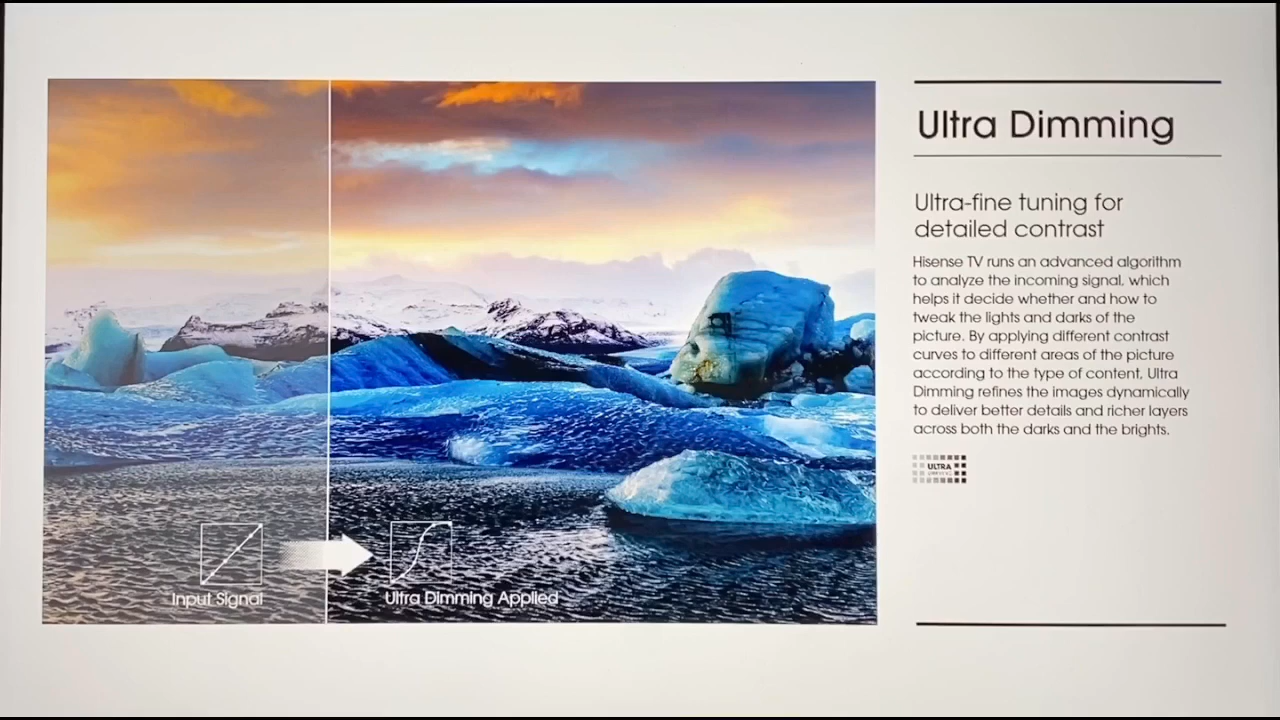 Ultra Dimming
Ultra-fine tuning for
detailed contrast
Hisense TV runs an advanced algorithm
to analyze the incoming signal, which
helps it decide whether and how to
tweak the lights and darks of the
picture. By applying different contrast
curves to different areas of the picture
according to the type of content, Ultra
Dimming refines the images dynamically
to deliver better details and richer layers
across both the darks and the brights.
ULTRA
Input Signal
Ultra Dimming Applied